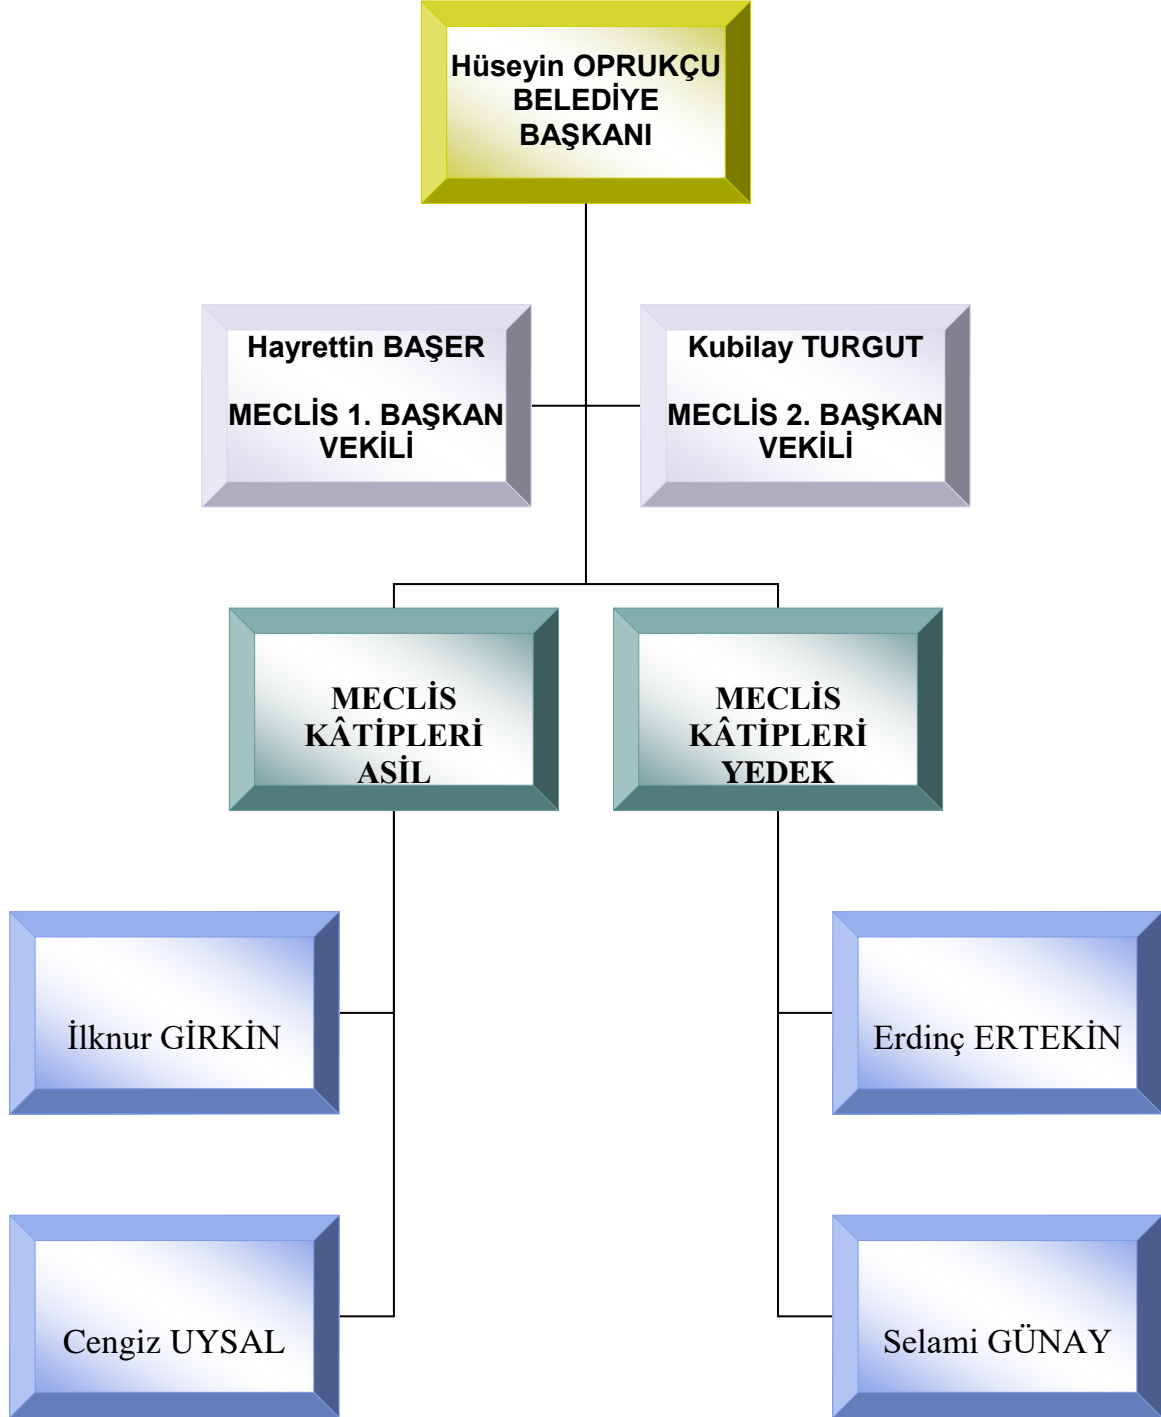 Hüseyin OPRUKÇU
BELEDİYE
BAŞKANI
Hayrettin BAŞER
MECLİS 1. BAŞKAN
VEKİLİ
Kubilay TURGUT
MECLİS 2. BAŞKAN
VEKİLİ
MECLİS
KÂTİPLERİ
ASİL
MECLİS
KÂTİPLERİ
YEDEK
İlknur GİRKİN
Erdinç ERTEKİN
Cengiz UYSAL
Selami GÜNAY